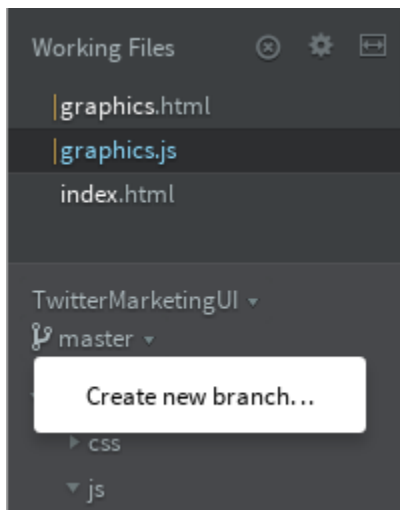 Working Files
graphics.html
graphics.js
index.html
TwitterMarketingUI
master
Create new branch...
css
js